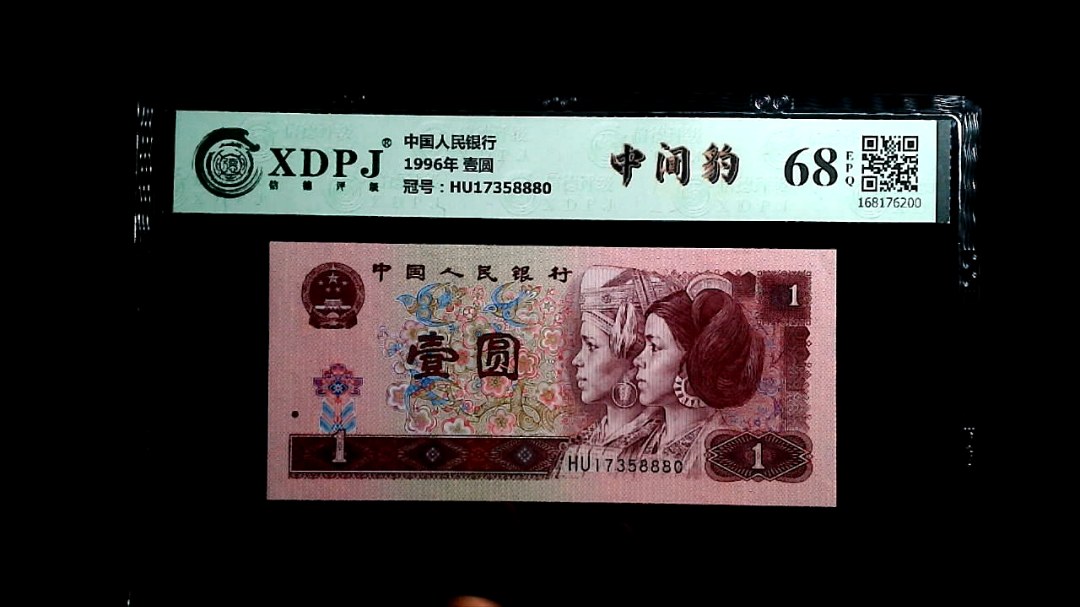 XDPJ®
信德评级
中国人民银行
1996年 壹圆
冠号：HU17358880
中间豹
68
EPQ
168176200
中国人民银行
1
壹圆
1
HU17358880
1